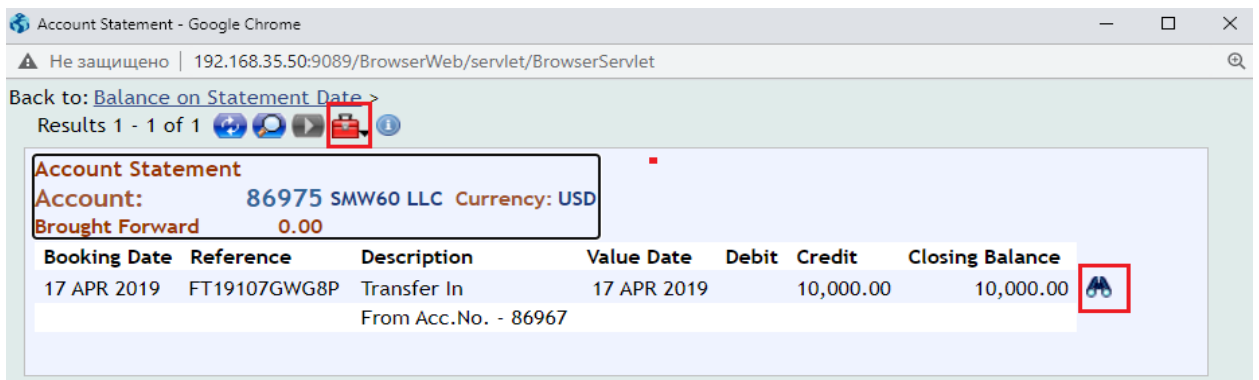 Account Statement - Google Chrome
Не защищено | 192.168.35.50:9089/BrowserWeb/servlet/BrowserServlet
Back to: Balance on Statement Date >
Results 1 - 1 of 1
Account Statement
Account: 86975 SMW60 LLC Currency: USD
Brought Forward 0.00
Booking Date Reference Description Value Date Debit Credit Closing Balance
17 APR 2019 FT19107GWG8P Transfer In 17 APR 2019 10,000.00 10,000.00
From Acc.No. - 86967